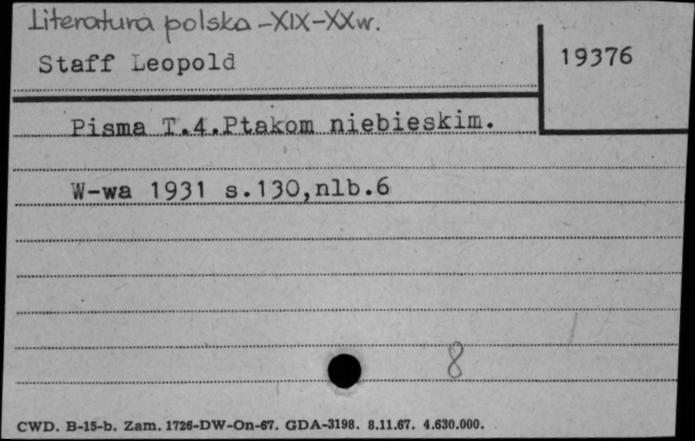 Literatura polska -XIX-XXw.
Staff Leopold
19376
Pisma T.4.Ptakom niebieskim.
W-wa 1931 s.130,nlb.6
8
CWD. B-15-b. Zam. 1726-DW-On-67. GDA-3198. 8.11.67. 4.630.000.